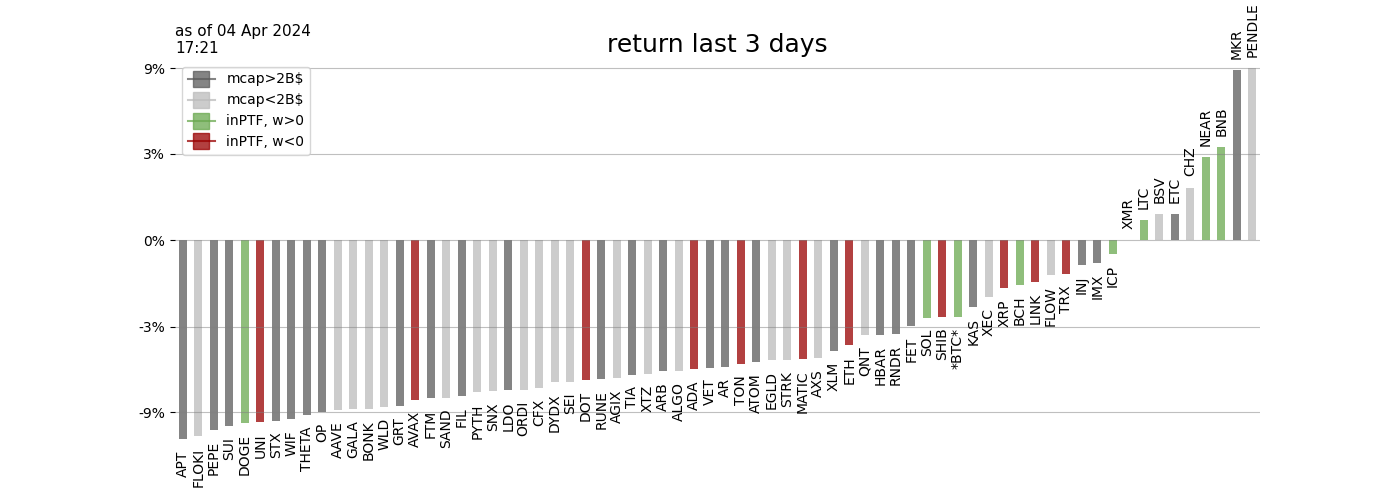 as of 04 Apr 2024
17:21
return last 3 days
mcap>2B$
mcap<2B$
inPTF, w>0
inPTF, w<0
9%
3%
0%
-3%
-9%
APT
FLOKI
PEPE
SUI
DOGE
UNI
STX
WIF
THETA
OP
AAVE
GALA
BONK
WLD
GRT
AVAX
FTM
SAND
FIL
PYTH
SNX
LDO
ORDI
CFX
DYDX
SEI
DOT
RUNE
AGIX
TIA
XTZ
ARB
ALGO
ADA
VET
AR
TON
ATOM
EGLD
STRK
MATIC
AXS
XLM
ETH
QNT
HBAR
RNDR
FET
SOL
SHIB
*BTC*
KAS
XEC
XRP
BCH
LINK
FLOW
TRX
INJ
IMX
ICP
XMR
LTC
BSV
ETC
CHZ
NEAR
BNB
MKR
PENDLE